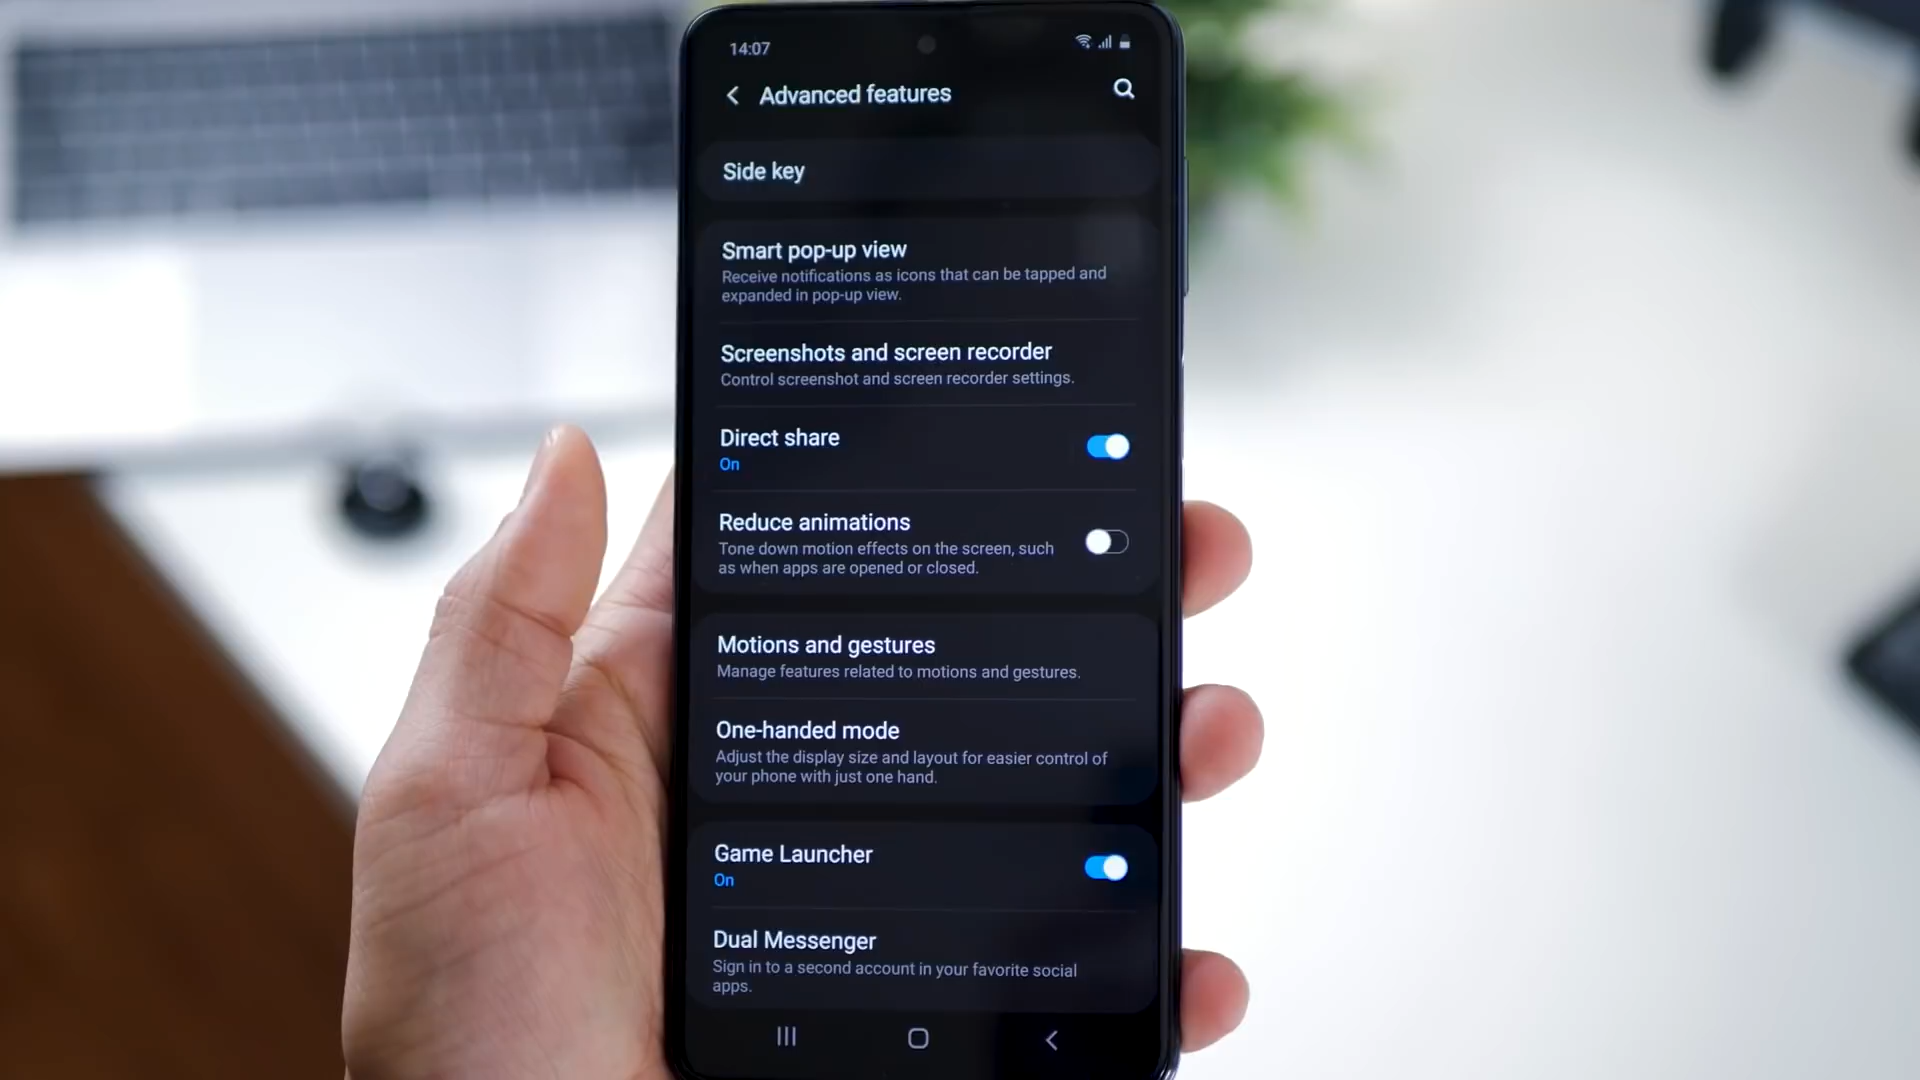 14:07
Advanced features
Side key
Smart pop-up view
Receive notifications as icons that can be tapped and
expanded in pop-up view.
Screenshots and screen recorder
Control screenshot and screen recorder settings.
Direct share
On
Reduce animations
Tone down motion effects on the screen, such
as when apps are opened or closed.
Motions and gestures
Manage features related to motions and gestures.
One-handed mode
Adjust the display size and layout for easier control of
your phone with just one hand.
Game Launcher
On
Dual Messenger
Sign in to a second account in your favorite social
apps.